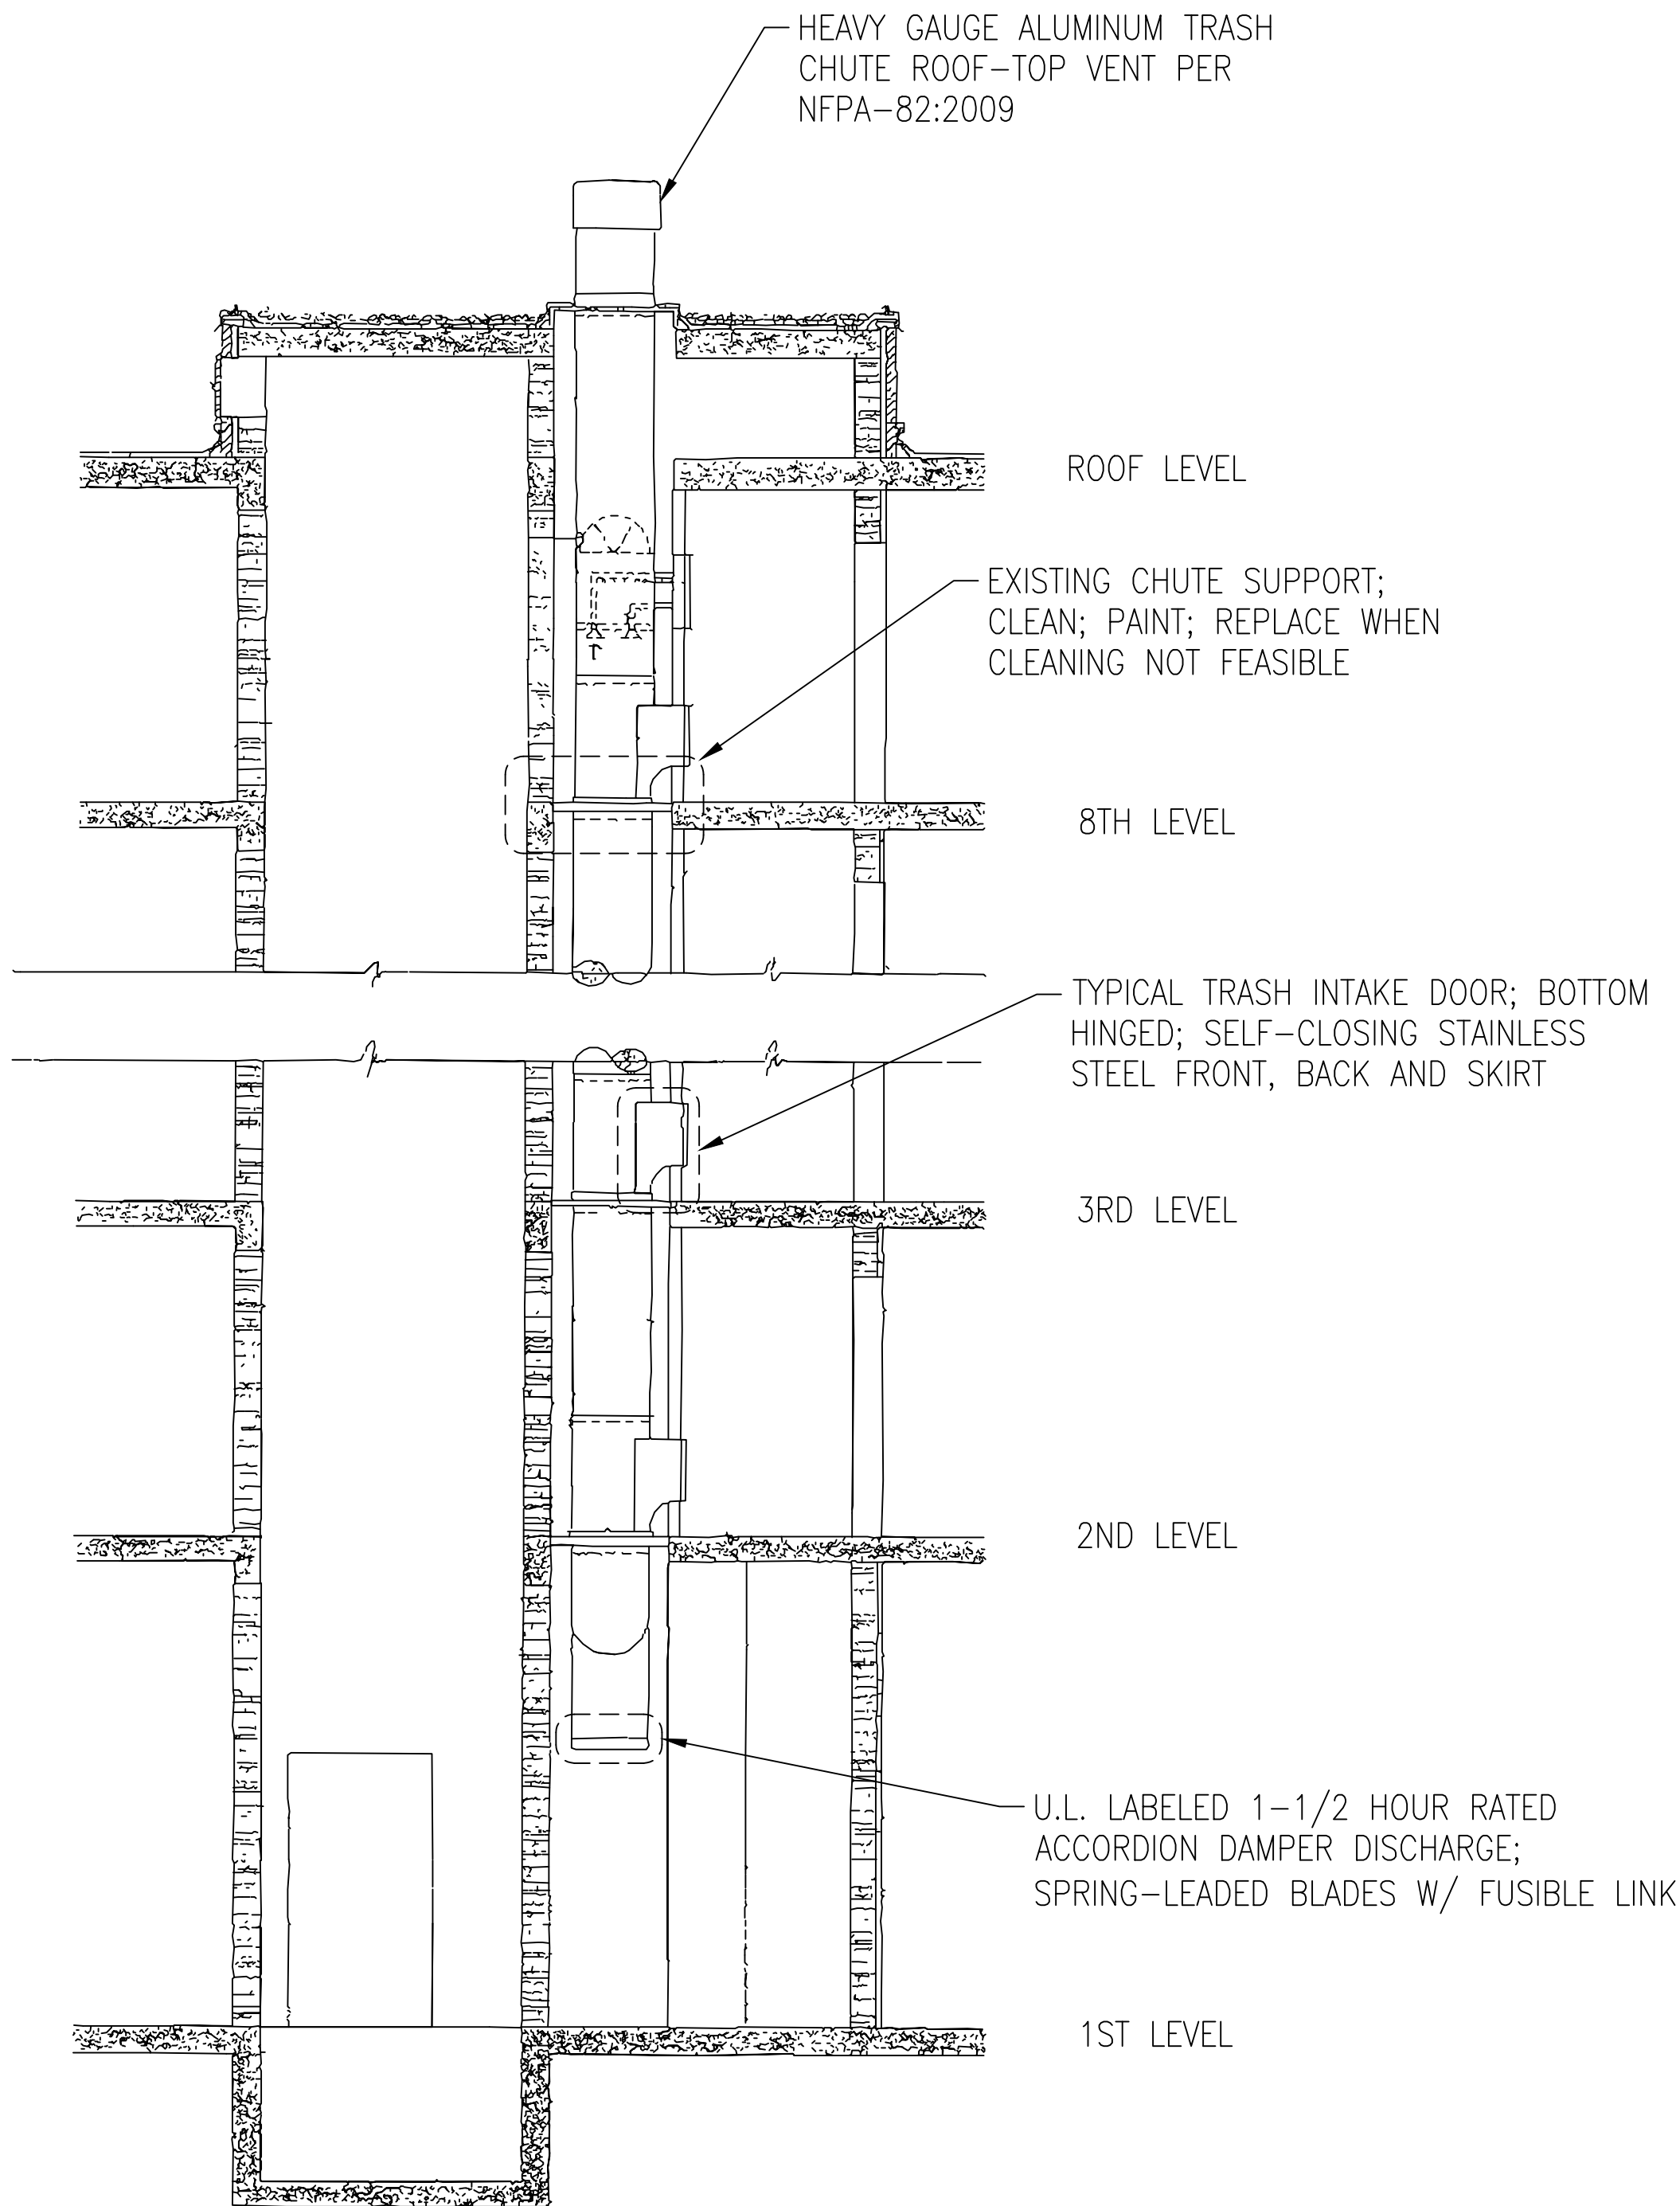 HEAVY GAUGE ALUMINUM TRASH
CHUTE ROOF-TOP VENT PER
NFPA-82:2009
ROOF LEVEL
EXISTING CHUTE SUPPORT;
CLEAN; PAINT; REPLACE WHEN
CLEANING NOT FEASIBLE
8TH LEVEL
TYPICAL TRASH INTAKE DOOR; BOTTOM
HINGED; SELF-CLOSING STAINLESS
STEEL FRONT, BACK AND SKIRT
3RD LEVEL
2ND LEVEL
U.L. LABELED 1-1/2 HOUR RATED
ACCORDION DAMPER DISCHARGE;
SPRING-LEADED BLADES W/ FUSIBLE LINK
1ST LEVEL